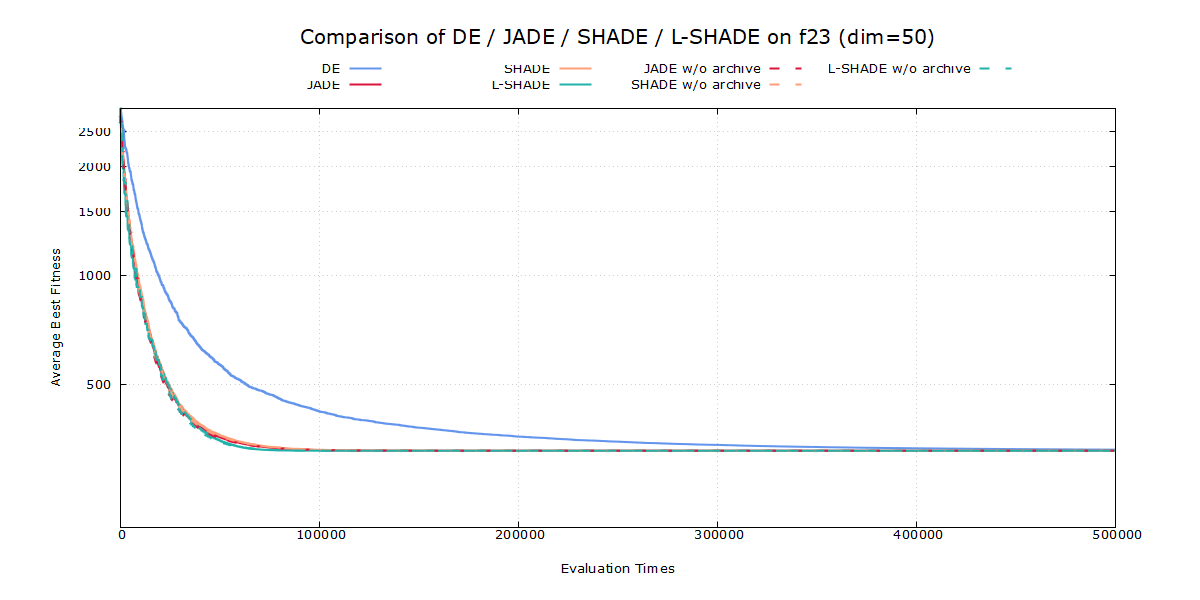 Comparison of DE / JADE / SHADE / L-SHADE on f23 (dim=50)
DE SHADE JADE w/o archive L-SHADE w/o archive
JADE L-SHADE SHADE w/o archive
2500
2000
1500
1000
500
Average Best Fitness
0 100000 200000 300000 400000 500000
Evaluation Times